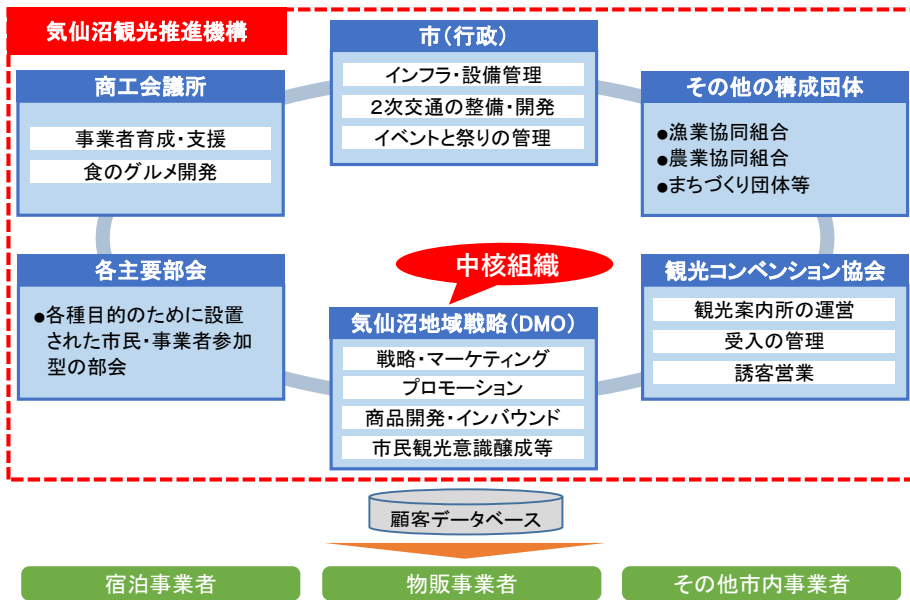 気仙沼観光推進機構
市(行政)
インフラ・設備管理
2次交通の整備・開発
イベントと祭りの管理
商工会議所
事業者育成・支援
食のグルメ開発
その他の構成団体
●漁業協同組合
●農業協同組合
●まちづくり団体等
各主要部会
●各種目的のために設置
された市民・事業者参加
型の部会
中核組織
気仙沼地域戦略(DMO)
戦略・マーケティング
プロモーション
商品開発・インバウンド
市民観光意識醸成等
観光コンベンション協会
観光案内所の運営
受入の管理
誘客営業
顧客データベース
宿泊事業者
物販事業者
その他市内事業者